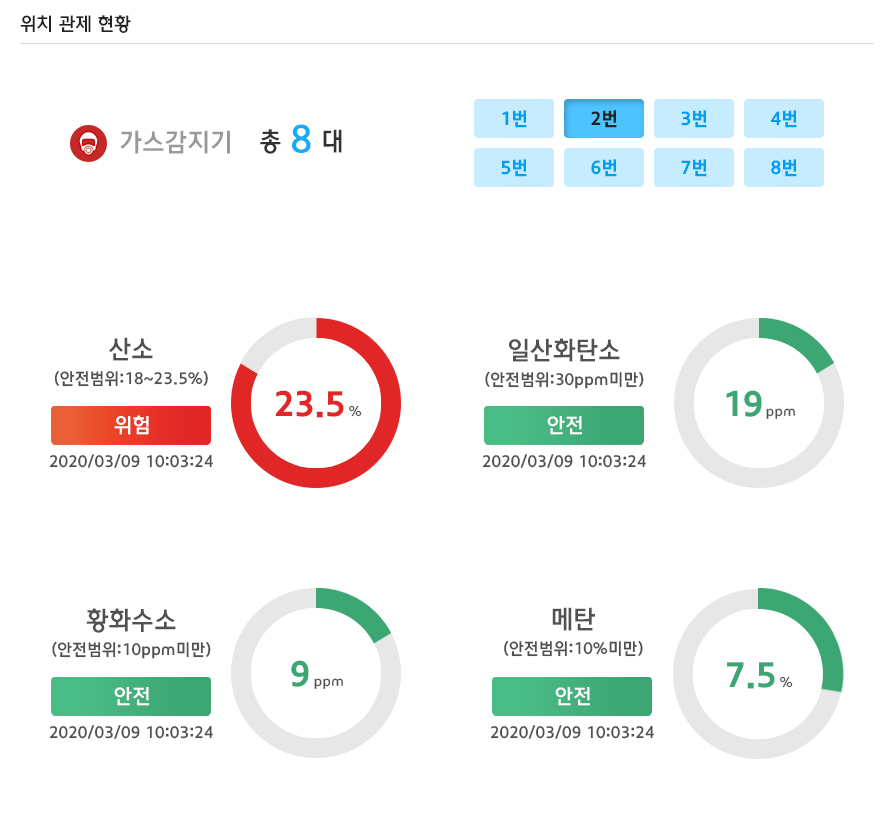 위치 관제 현황
가스감지기 총 8 대
1번 2번 3번 4번
5번 6번 7번 8번
산소
(안전범위:18~23.5%)
위험
2020/03/09 10:03:24
23.5 %
일산화탄소
(안전범위:30ppm미만)
안전
2020/03/09 10:03:24
19 ppm
황화수소
(안전범위:10ppm미만)
안전
2020/03/09 10:03:24
9 ppm
메탄
(안전범위:10%미만)
안전
2020/03/09 10:03:24
7.5 %